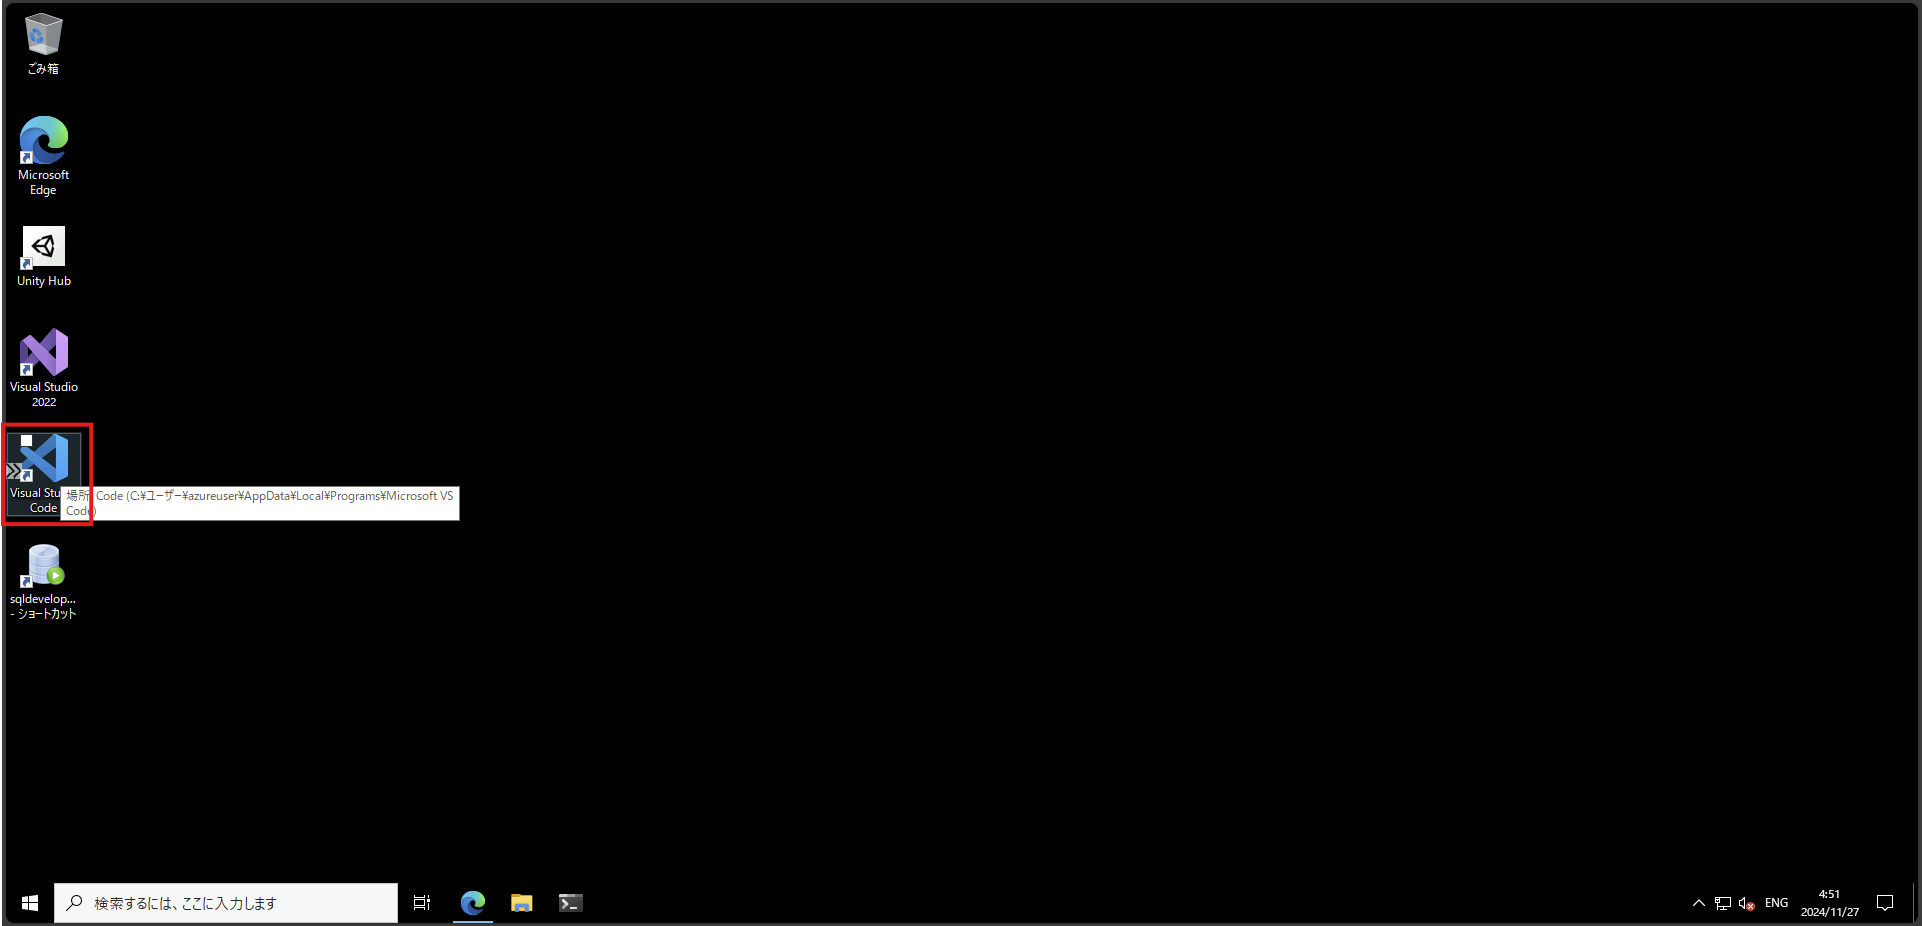 ごみ箱
Microsoft
Edge
Unity Hub
Visual Studio
2022
Visual Stu
Code
場所: Code (C:¥ユーザー¥azureuser¥AppData¥Local¥Programs¥Microsoft VS
Code)
sqldevelop...
- ショートカット
検索するには、ここに入力します
ENG
4:51
2024/11/27